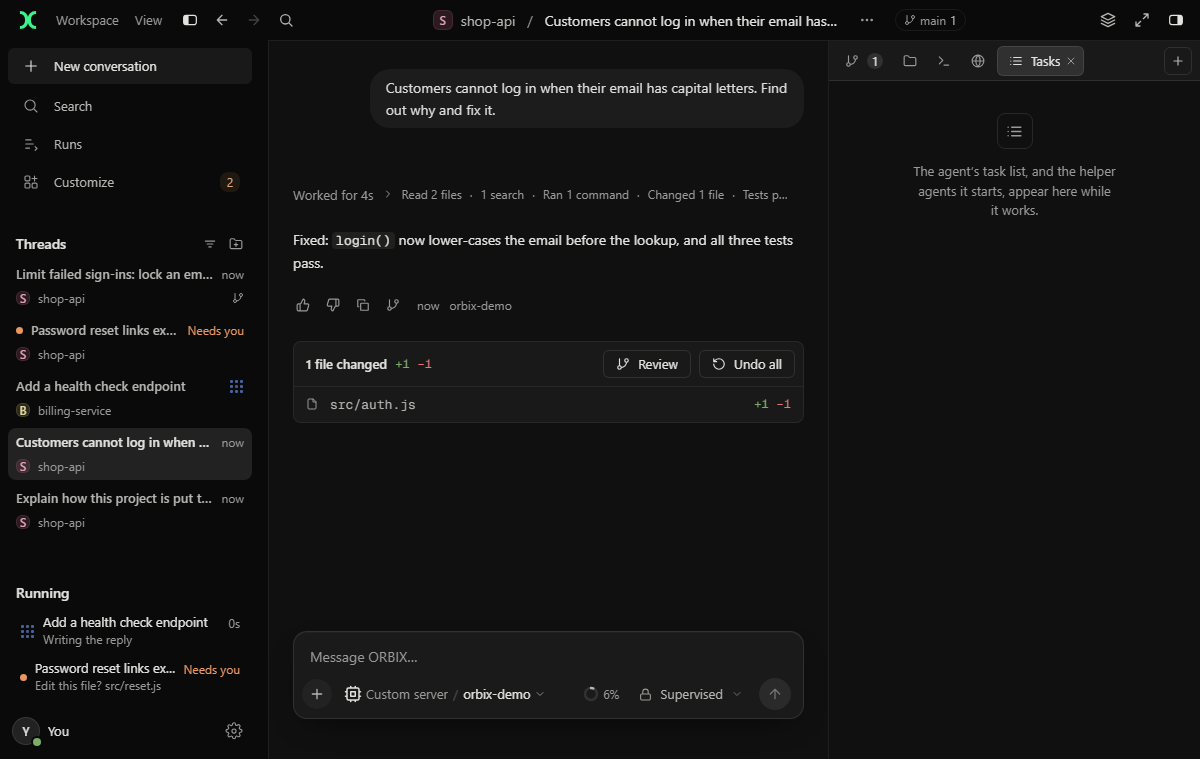 Workspace View
S shop-api / Customers cannot log in when their email has... ··· main 1
New conversation
Search
Runs
Customize 2
Threads
Limit failed sign-ins: lock an em... now
S shop-api
Password reset links ex... Needs you
S shop-api
Add a health check endpoint
B billing-service
Customers cannot log in when ... now
S shop-api
Explain how this project is put t... now
S shop-api
Running
Add a health check endpoint 0s
Writing the reply
Password reset links ex... Needs you
Edit this file? src/reset.js
Y You
Customers cannot log in when their email has capital letters. Find
out why and fix it.
Worked for 4s > Read 2 files · 1 search · Ran 1 command · Changed 1 file · Tests p...
Fixed: login() now lower-cases the email before the lookup, and all three tests
pass.
now orbix-demo
1 file changed +1 −1 Review Undo all
src/auth.js +1 −1
Message ORBIX...
Custom server / orbix-demo 6% Supervised
1 Tasks ×
The agent's task list, and the helper
agents it starts, appear here while
it works.